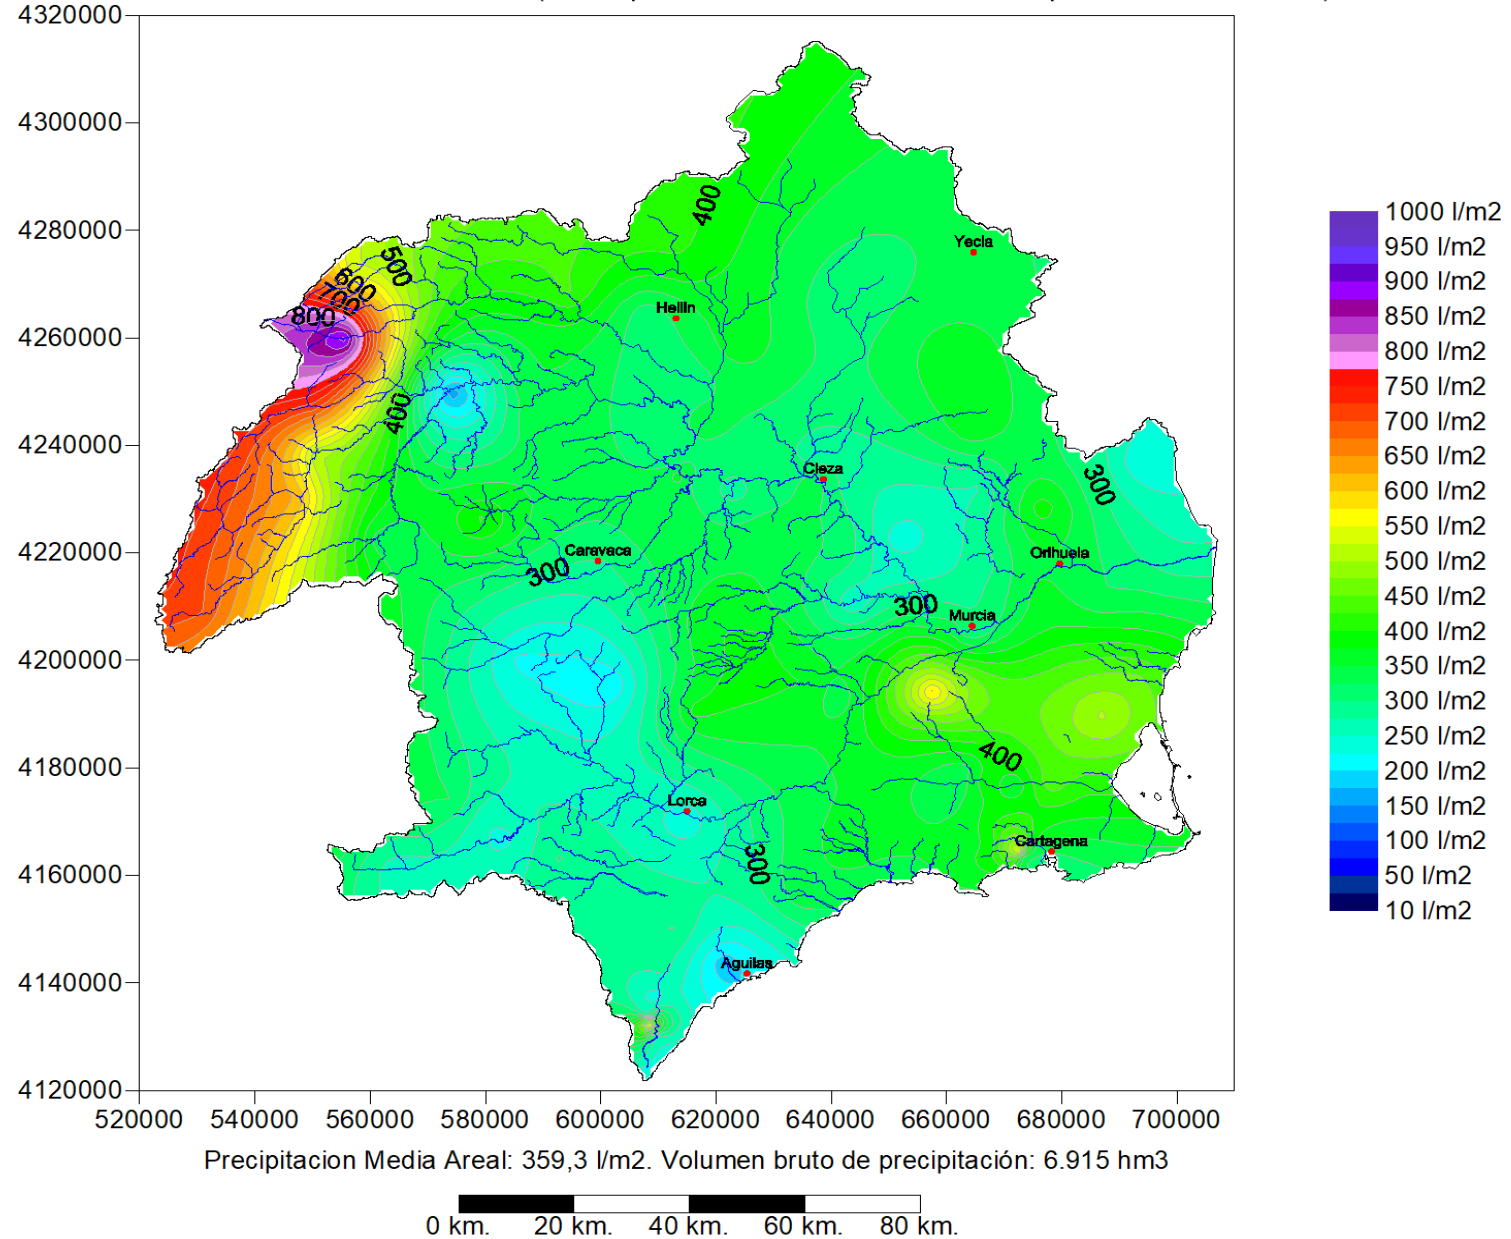 4320000
4300000
4280000
4260000
4240000
4220000
4200000
4180000
4160000
4140000
4120000
520000 540000 560000 580000 600000 620000 640000 660000 680000 700000
400
500
600
700
800
400
300
300
300
400
300
Yecla
Hellin
Cieza
Caravaca
Orihuela
Murcia
Lorca
Cartagena
Aguilas
1000 l/m2
950 l/m2
900 l/m2
850 l/m2
800 l/m2
750 l/m2
700 l/m2
650 l/m2
600 l/m2
550 l/m2
500 l/m2
450 l/m2
400 l/m2
350 l/m2
300 l/m2
250 l/m2
200 l/m2
150 l/m2
100 l/m2
50 l/m2
10 l/m2
Precipitacion Media Areal: 359,3 l/m2. Volumen bruto de precipitación: 6.915 hm3
0 km. 20 km. 40 km. 60 km. 80 km.